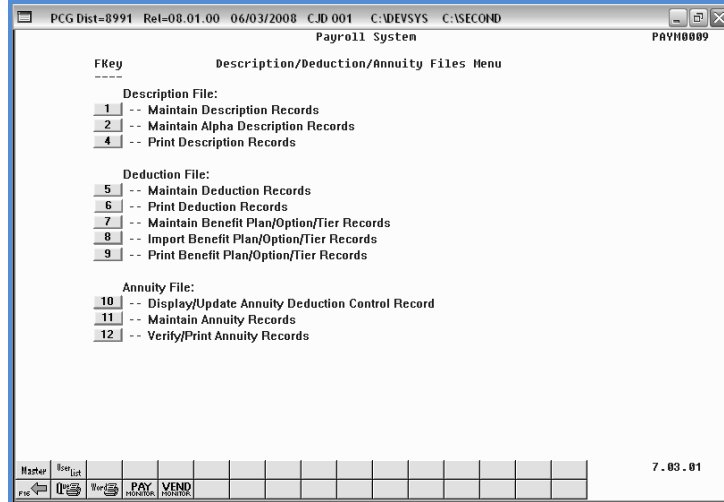 PCG Dist=8991 Rel=08.01.00 06/03/2008 CJD 001 C:\DEVSYS C:\SECOND
Payroll System PAYM0009
FKey Description/Deduction/Annuity Files Menu
----
Description File:
1 -- Maintain Description Records
2 -- Maintain Alpha Description Records
4 -- Print Description Records
Deduction File:
5 -- Maintain Deduction Records
6 -- Print Deduction Records
7 -- Maintain Benefit Plan/Option/Tier Records
8 -- Import Benefit Plan/Option/Tier Records
9 -- Print Benefit Plan/Option/Tier Records
Annuity File:
10 -- Display/Update Annuity Deduction Control Record
11 -- Maintain Annuity Records
12 -- Verify/Print Annuity Records
Master User List 7.03.01
F16 Que Word PAY MONITOR VEND MONITOR